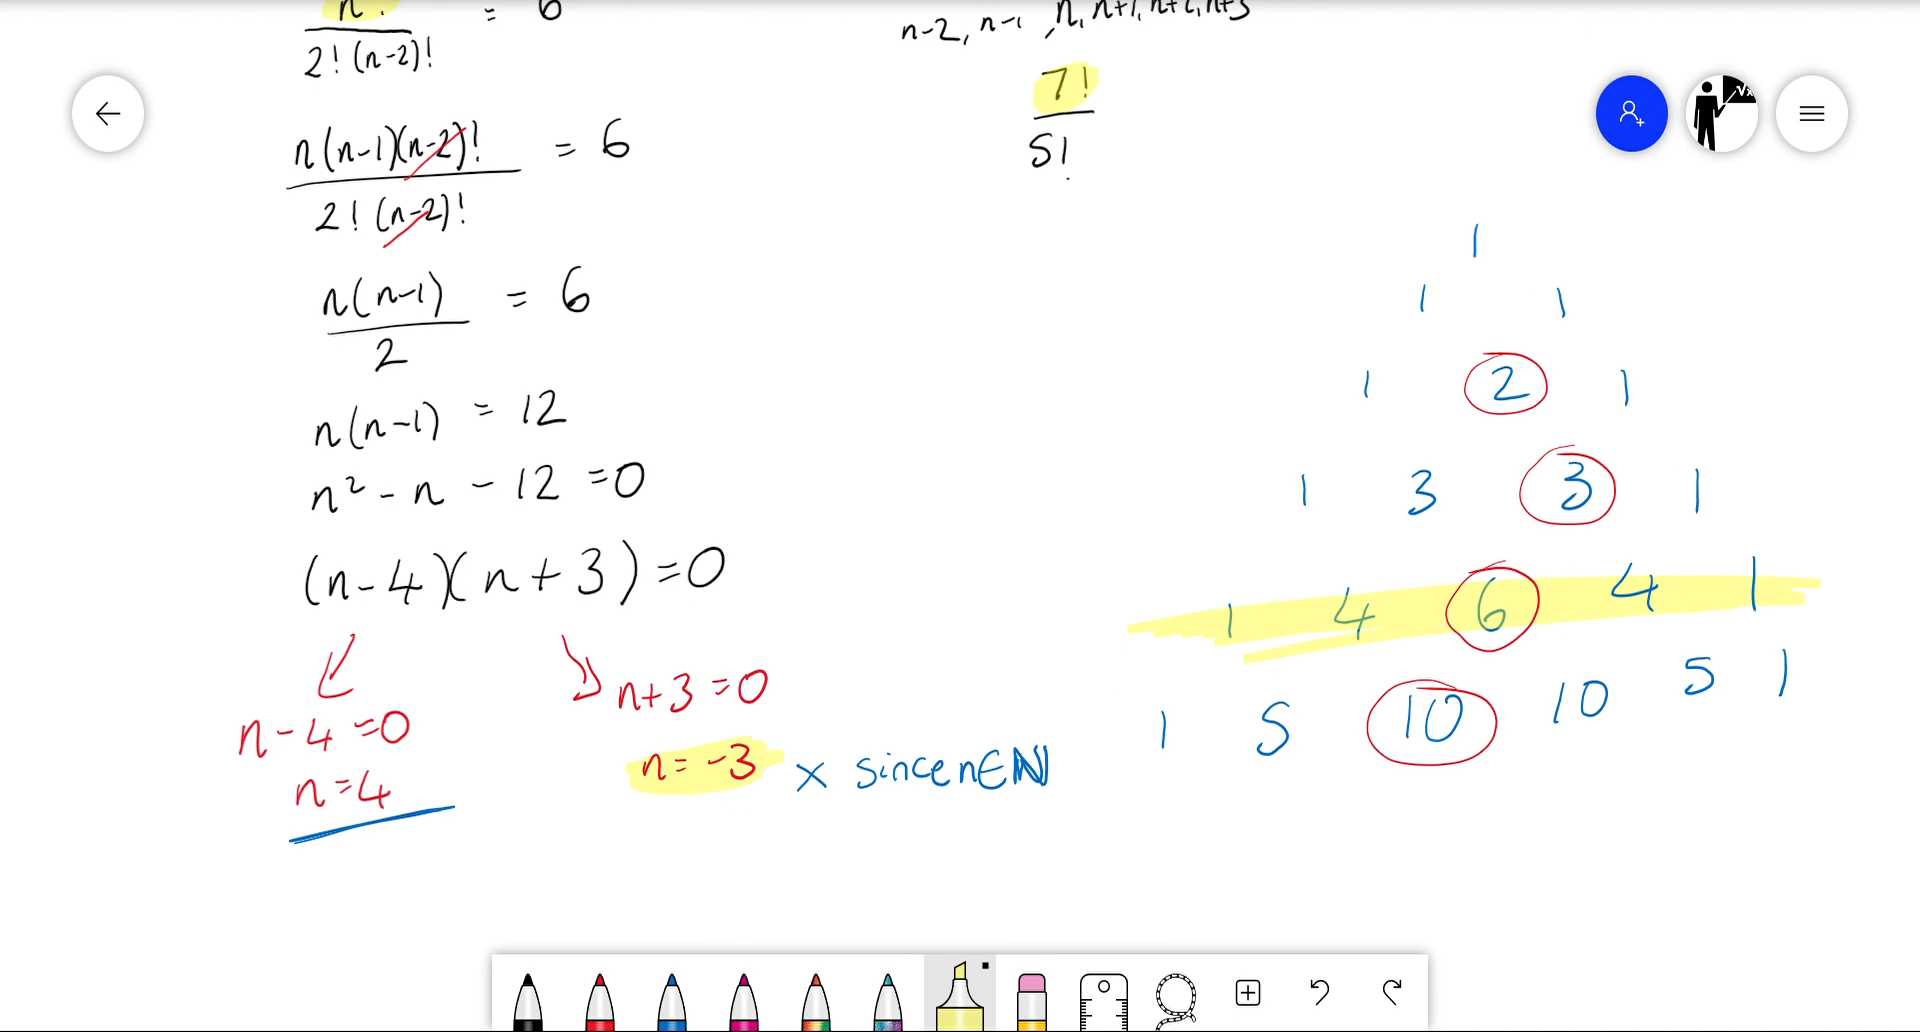 n!
2!(n-2)! = 6
n(n-1)(n-2)!
2!(n-2)! = 6
n(n-1)
2 = 6
n(n-1) = 12
n² - n - 12 = 0
(n-4)(n+3) = 0
n-4=0
n=4
n+3=0
n=-3 × since n∈ℕ
n-2, n-1, n, n+1, n+2, n+3
7!
5!
1
1 1
1 2 1
1 3 3 1
1 4 6 4 1
1 5 10 10 5 1